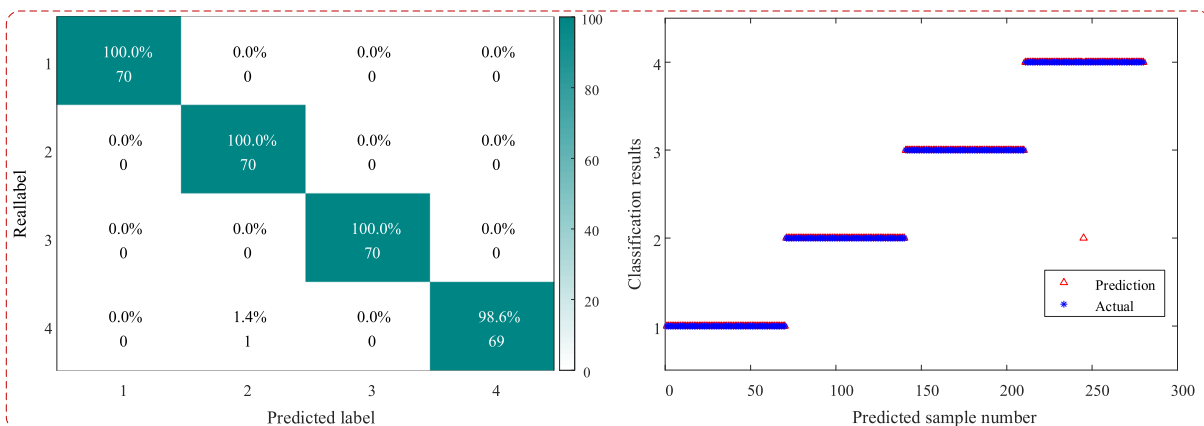 100.0% 0.0% 0.0% 0.0%
1 70 0 0 0
0.0% 100.0% 0.0% 0.0%
2 0 70 0 0
0.0% 0.0% 100.0% 0.0%
3 0 0 70 0
0.0% 1.4% 0.0% 98.6%
4 0 1 0 69
1 2 3 4
Predicted label
Reallabel
100
80
60
40
20
0
Classification results
4
3
2
1
Prediction
Actual
0 50 100 150 200 250 300
Predicted sample number